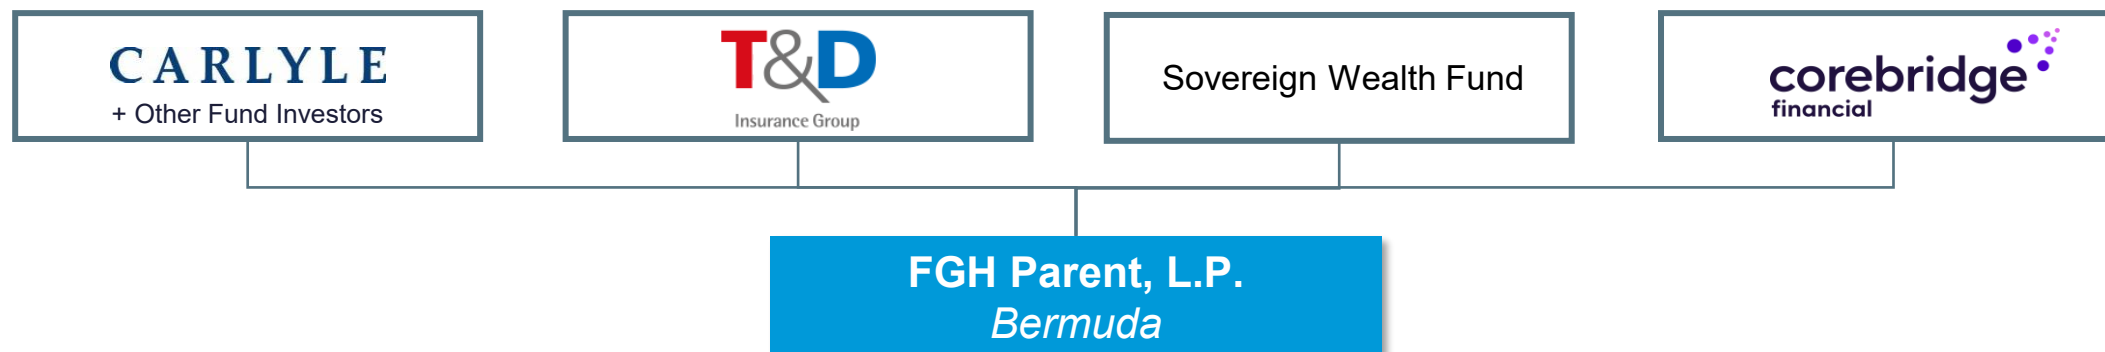 CARLYLE
+ Other Fund Investors
T&D
Insurance Group
Sovereign Wealth Fund
corebridge
financial
FGH Parent, L.P.
Bermuda